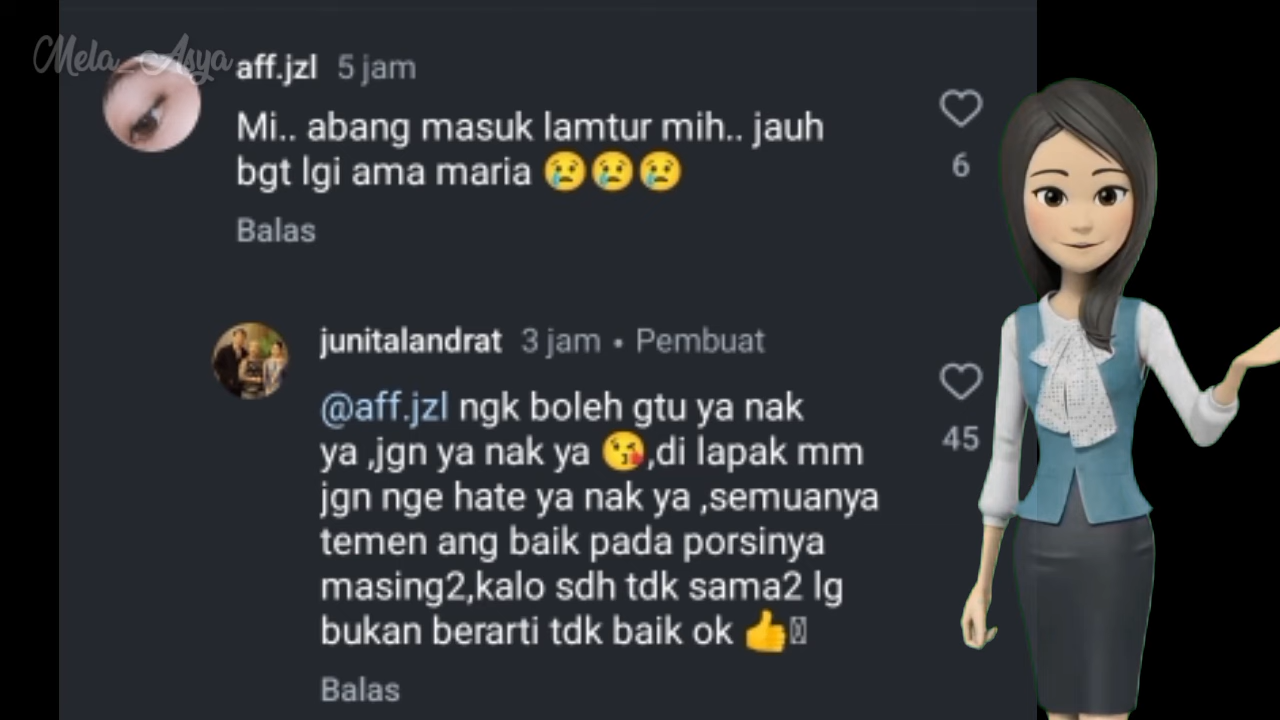 Mela_Asya
aff.jzl 5 jam
Mi.. abang masuk lamtur mih.. jauh
bgt lgi ama maria 😢😢😢
6
Balas
junitalandrat 3 jam • Pembuat
@aff.jzl ngk boleh gtu ya nak
ya ,jgn ya nak ya 😘,di lapak mm
jgn nge hate ya nak ya ,semuanya
temen ang baik pada porsinya
masing2,kalo sdh tdk sama2 lg
bukan berarti tdk baik ok 👍
45
Balas